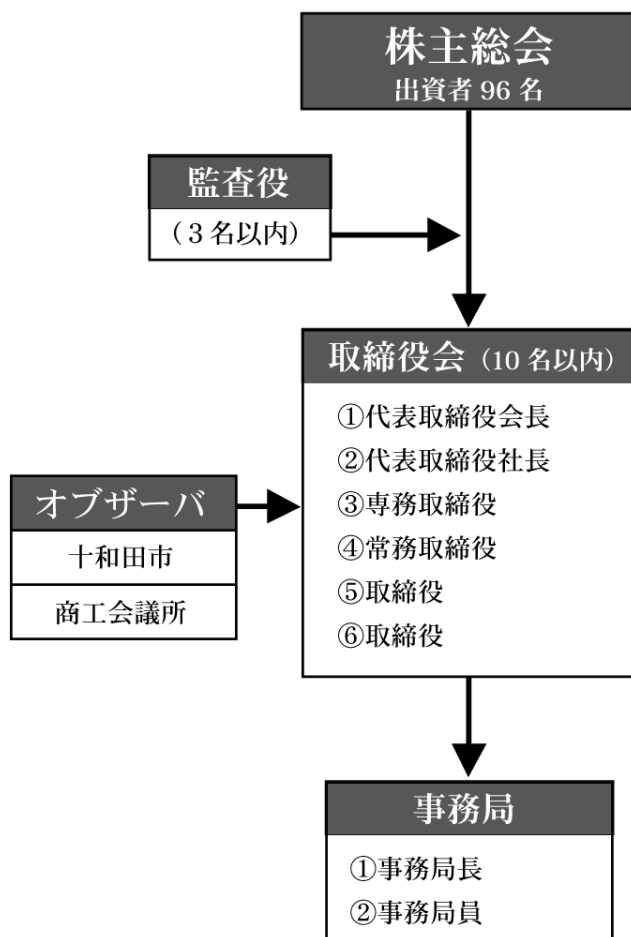 株主総会
出資者 96 名
監査役
（３名以内）
取締役会（10 名以内）
①代表取締役会長
②代表取締役社長
③専務取締役
④常務取締役
⑤取締役
⑥取締役
オブザーバ
十和田市
商工会議所
事務局
①事務局長
②事務局員